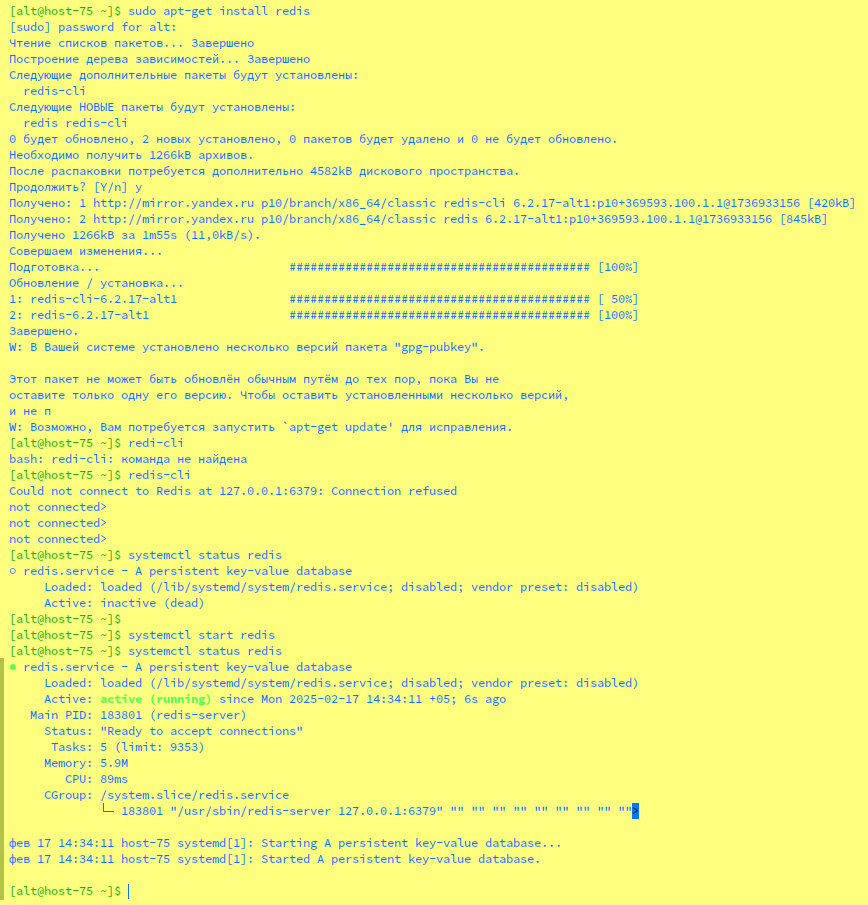 [alt@host-75 ~]$ sudo apt-get install redis
[sudo] password for alt:
Чтение списков пакетов... Завершено
Построение дерева зависимостей... Завершено
Следующие дополнительные пакеты будут установлены:
  redis-cli
Следующие НОВЫЕ пакеты будут установлены:
  redis redis-cli
0 будет обновлено, 2 новых установлено, 0 пакетов будет удалено и 0 не будет обновлено.
Необходимо получить 1266kB архивов.
После распаковки потребуется дополнительно 4582kB дискового пространства.
Продолжить? [Y/n] y
Получено: 1 http://mirror.yandex.ru p10/branch/x86_64/classic redis-cli 6.2.17-alt1:p10+369593.100.1.1@1736933156 [420kB]
Получено: 2 http://mirror.yandex.ru p10/branch/x86_64/classic redis 6.2.17-alt1:p10+369593.100.1.1@1736933156 [845kB]
Получено 1266kB за 1m55s (11,0kB/s).
Совершаем изменения...
Подготовка...                           ########################################### [100%]
Обновление / установка...
1: redis-cli-6.2.17-alt1                ########################################### [ 50%]
2: redis-6.2.17-alt1                    ########################################### [100%]
Завершено.
W: В Вашей системе установлено несколько версий пакета "gpg-pubkey".
Этот пакет не может быть обновлён обычным путём до тех пор, пока Вы не
оставите только одну его версию. Чтобы оставить установленными несколько версий,
и не п
W: Возможно, Вам потребуется запустить `apt-get update' для исправления.
[alt@host-75 ~]$ redi-cli
bash: redi-cli: команда не найдена
[alt@host-75 ~]$ redis-cli
Could not connect to Redis at 127.0.0.1:6379: Connection refused
not connected>
not connected>
not connected>
[alt@host-75 ~]$ systemctl status redis
○ redis.service - A persistent key-value database
     Loaded: loaded (/lib/systemd/system/redis.service; disabled; vendor preset: disabled)
     Active: inactive (dead)
[alt@host-75 ~]$
[alt@host-75 ~]$ systemctl start redis
[alt@host-75 ~]$ systemctl status redis
● redis.service - A persistent key-value database
     Loaded: loaded (/lib/systemd/system/redis.service; disabled; vendor preset: disabled)
     Active: active (running) since Mon 2025-02-17 14:34:11 +05; 6s ago
   Main PID: 183801 (redis-server)
     Status: "Ready to accept connections"
      Tasks: 5 (limit: 9353)
     Memory: 5.9M
        CPU: 89ms
     CGroup: /system.slice/redis.service
             └─ 183801 "/usr/sbin/redis-server 127.0.0.1:6379" "" "" "" "" "" "" "" "" "">
фев 17 14:34:11 host-75 systemd[1]: Starting A persistent key-value database...
фев 17 14:34:11 host-75 systemd[1]: Started A persistent key-value database.
[alt@host-75 ~]$